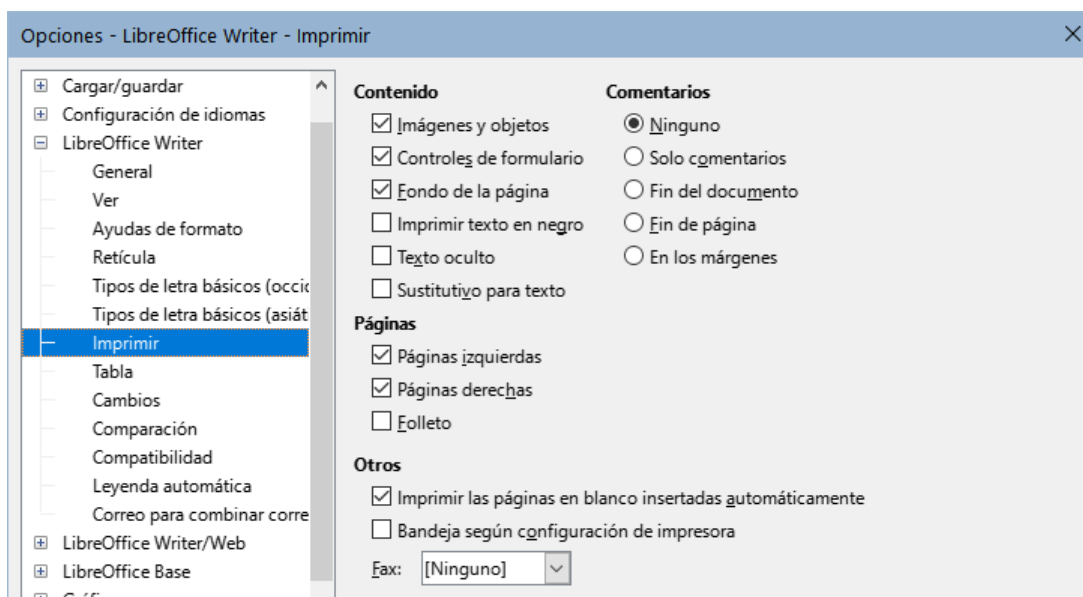 Opciones - LibreOffice Writer - Imprimir
Cargar/guardar
Configuración de idiomas
LibreOffice Writer
General
Ver
Ayudas de formato
Retícula
Tipos de letra básicos (occid
Tipos de letra básicos (asiát
Imprimir
Tabla
Cambios
Comparación
Compatibilidad
Leyenda automática
Correo para combinar corre
LibreOffice Writer/Web
LibreOffice Base
Contenido
Imágenes y objetos
Controles de formulario
Fondo de la página
Imprimir texto en negro
Texto oculto
Sustitutivo para texto
Comentarios
Ninguno
Solo comentarios
Fin del documento
Fin de página
En los márgenes
Páginas
Páginas izquierdas
Páginas derechas
Folleto
Otros
Imprimir las páginas en blanco insertadas automáticamente
Bandeja según configuración de impresora
Fax: [Ninguno]